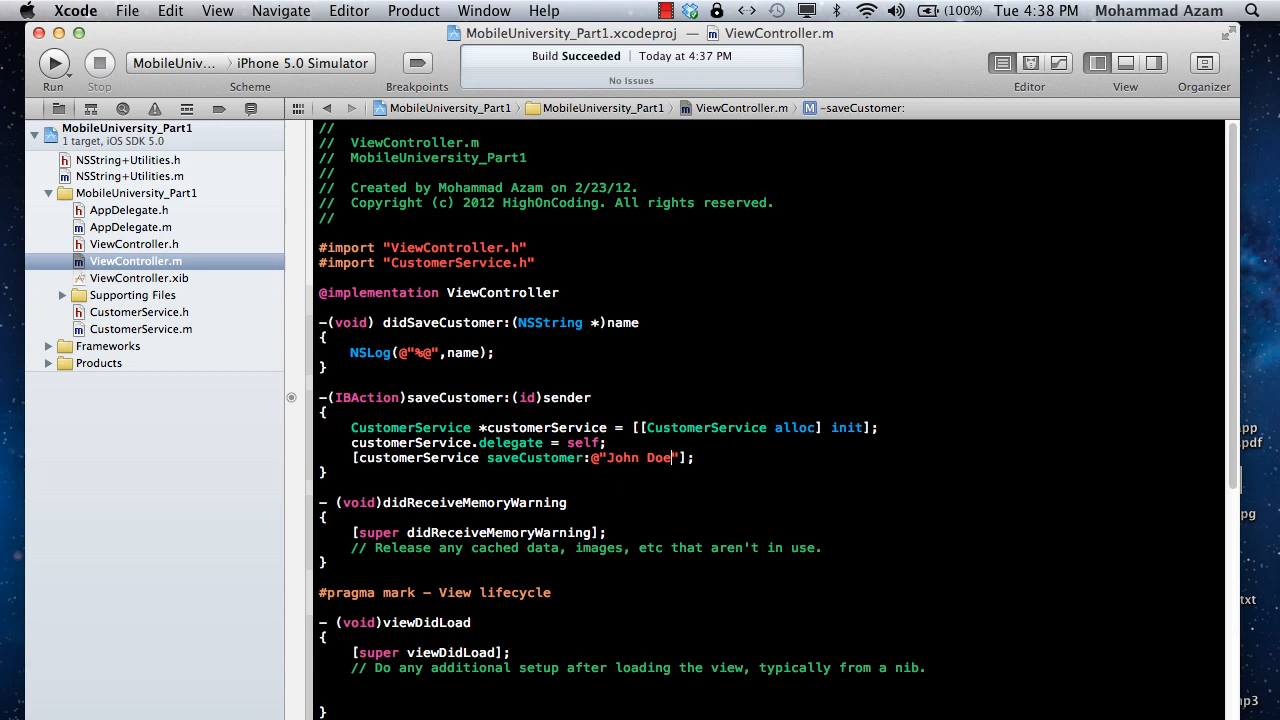 Xcode File Edit View Navigate Editor Product Window Help (100%) Tue 4:38 PM Mohammad Azam
MobileUniversity_Part1.xcodeproj — ViewController.m
MobileUniv... iPhone 5.0 Simulator
Build Succeeded | Today at 4:37 PM
No Issues
Run Stop Scheme Breakpoints Editor View Organizer
MobileUniversity_Part1 MobileUniversity_Part1 ViewController.m M -saveCustomer:
MobileUniversity_Part1
1 target, iOS SDK 5.0
h NSString+Utilities.h
m NSString+Utilities.m
MobileUniversity_Part1
h AppDelegate.h
m AppDelegate.m
h ViewController.h
m ViewController.m
ViewController.xib
Supporting Files
h CustomerService.h
m CustomerService.m
Frameworks
Products
//
//  ViewController.m
//  MobileUniversity_Part1
//
//  Created by Mohammad Azam on 2/23/12.
//  Copyright (c) 2012 HighOnCoding. All rights reserved.
//
#import "ViewController.h"
#import "CustomerService.h"
@implementation ViewController
-(void) didSaveCustomer:(NSString *)name
{
    NSLog(@"%@",name);
}
-(IBAction)saveCustomer:(id)sender
{
    CustomerService *customerService = [[CustomerService alloc] init];
    customerService.delegate = self;
    [customerService saveCustomer:@"John Doe"];
}
- (void)didReceiveMemoryWarning
{
    [super didReceiveMemoryWarning];
    // Release any cached data, images, etc that aren't in use.
}
#pragma mark - View lifecycle
- (void)viewDidLoad
{
    [super viewDidLoad];
    // Do any additional setup after loading the view, typically from a nib.
}